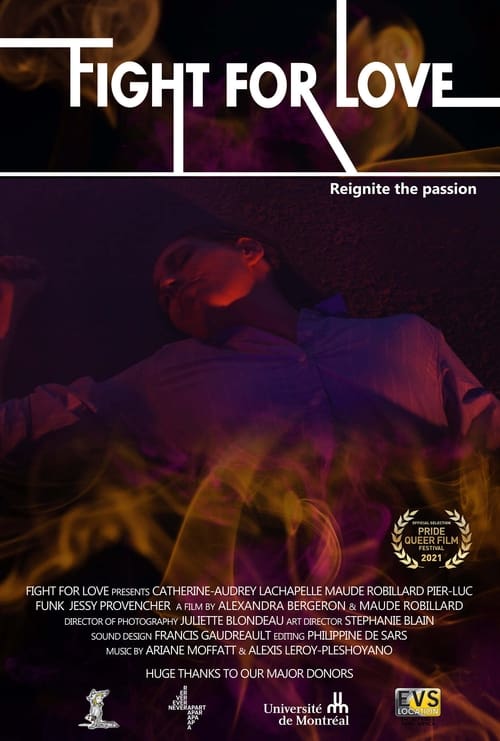 FIGHT FOR LOVE
Reignite the passion
OFFICIAL SELECTION
PRIDE
QUEER FILM
FESTIVAL
2021
FIGHT FOR LOVE PRESENTS CATHERINE-AUDREY LACHAPELLE MAUDE ROBILLARD PIER-LUC
FUNK JESSY PROVENCHER A FILM BY ALEXANDRA BERGERON & MAUDE ROBILLARD
DIRECTOR OF PHOTOGRAPHY JULIETTE BLONDEAU ART DIRECTOR STEPHANIE BLAIN
SOUND DESIGN FRANCIS GAUDREAULT EDITING PHILIPPINE DE SARS
MUSIC BY ARIANE MOFFATT & ALEXIS LEROY-PLESHOYANO
HUGE THANKS TO OUR MAJOR DONORS
NEVERAPART
Université
de Montréal
EVS
LOCATION